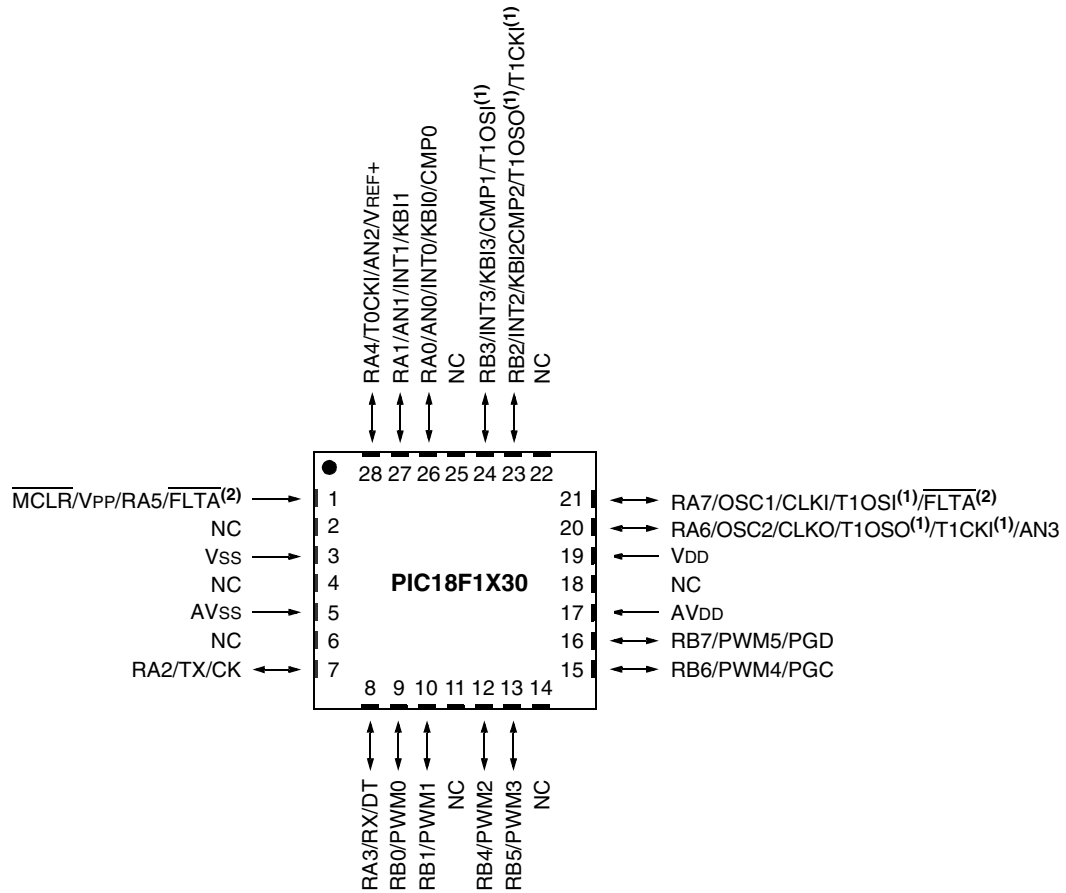 RA4/T0CKI/AN2/VREF+
RA1/AN1/INT1/KBI1
RA0/AN0/INT0/KBI0/CMP0
NC
RB3/INT3/KBI3/CMP1/T1OSI(1)
RB2/INT2/KBI2CMP2/T1OSO(1)/T1CKI(1)
NC
28 27 26 25 24 23 22
MCLR/VPP/RA5/FLTA(2) 1
NC 2
VSS 3
NC 4
AVSS 5
NC 6
RA2/TX/CK 7
PIC18F1X30
21 RA7/OSC1/CLKI/T1OSI(1)/FLTA(2)
20 RA6/OSC2/CLKO/T1OSO(1)/T1CKI(1)/AN3
19 VDD
18 NC
17 AVDD
16 RB7/PWM5/PGD
15 RB6/PWM4/PGC
8 9 10 11 12 13 14
RA3/RX/DT
RB0/PWM0
RB1/PWM1
NC
RB4/PWM2
RB5/PWM3
NC